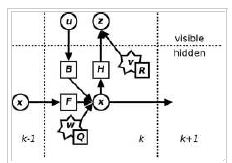 u z
visible
hidden
B H v R
x F x
w Q
k-1 k k+1